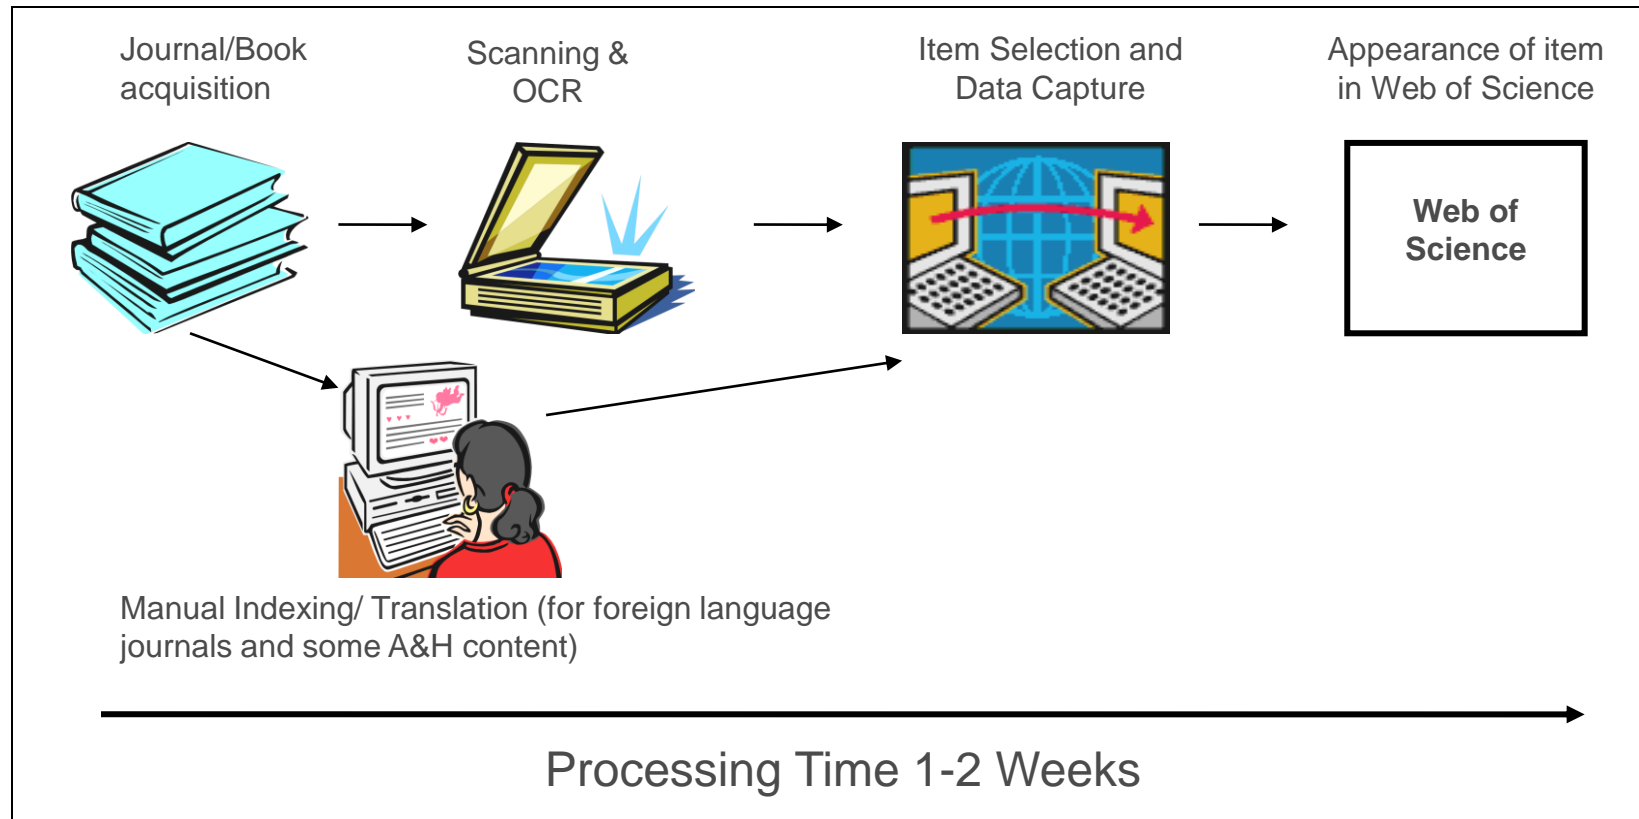 Journal/Book
acquisition
Scanning &
OCR
Item Selection and
Data Capture
Appearance of item
in Web of Science
Web of
Science
Manual Indexing/ Translation (for foreign language
journals and some A&H content)
Processing Time 1-2 Weeks